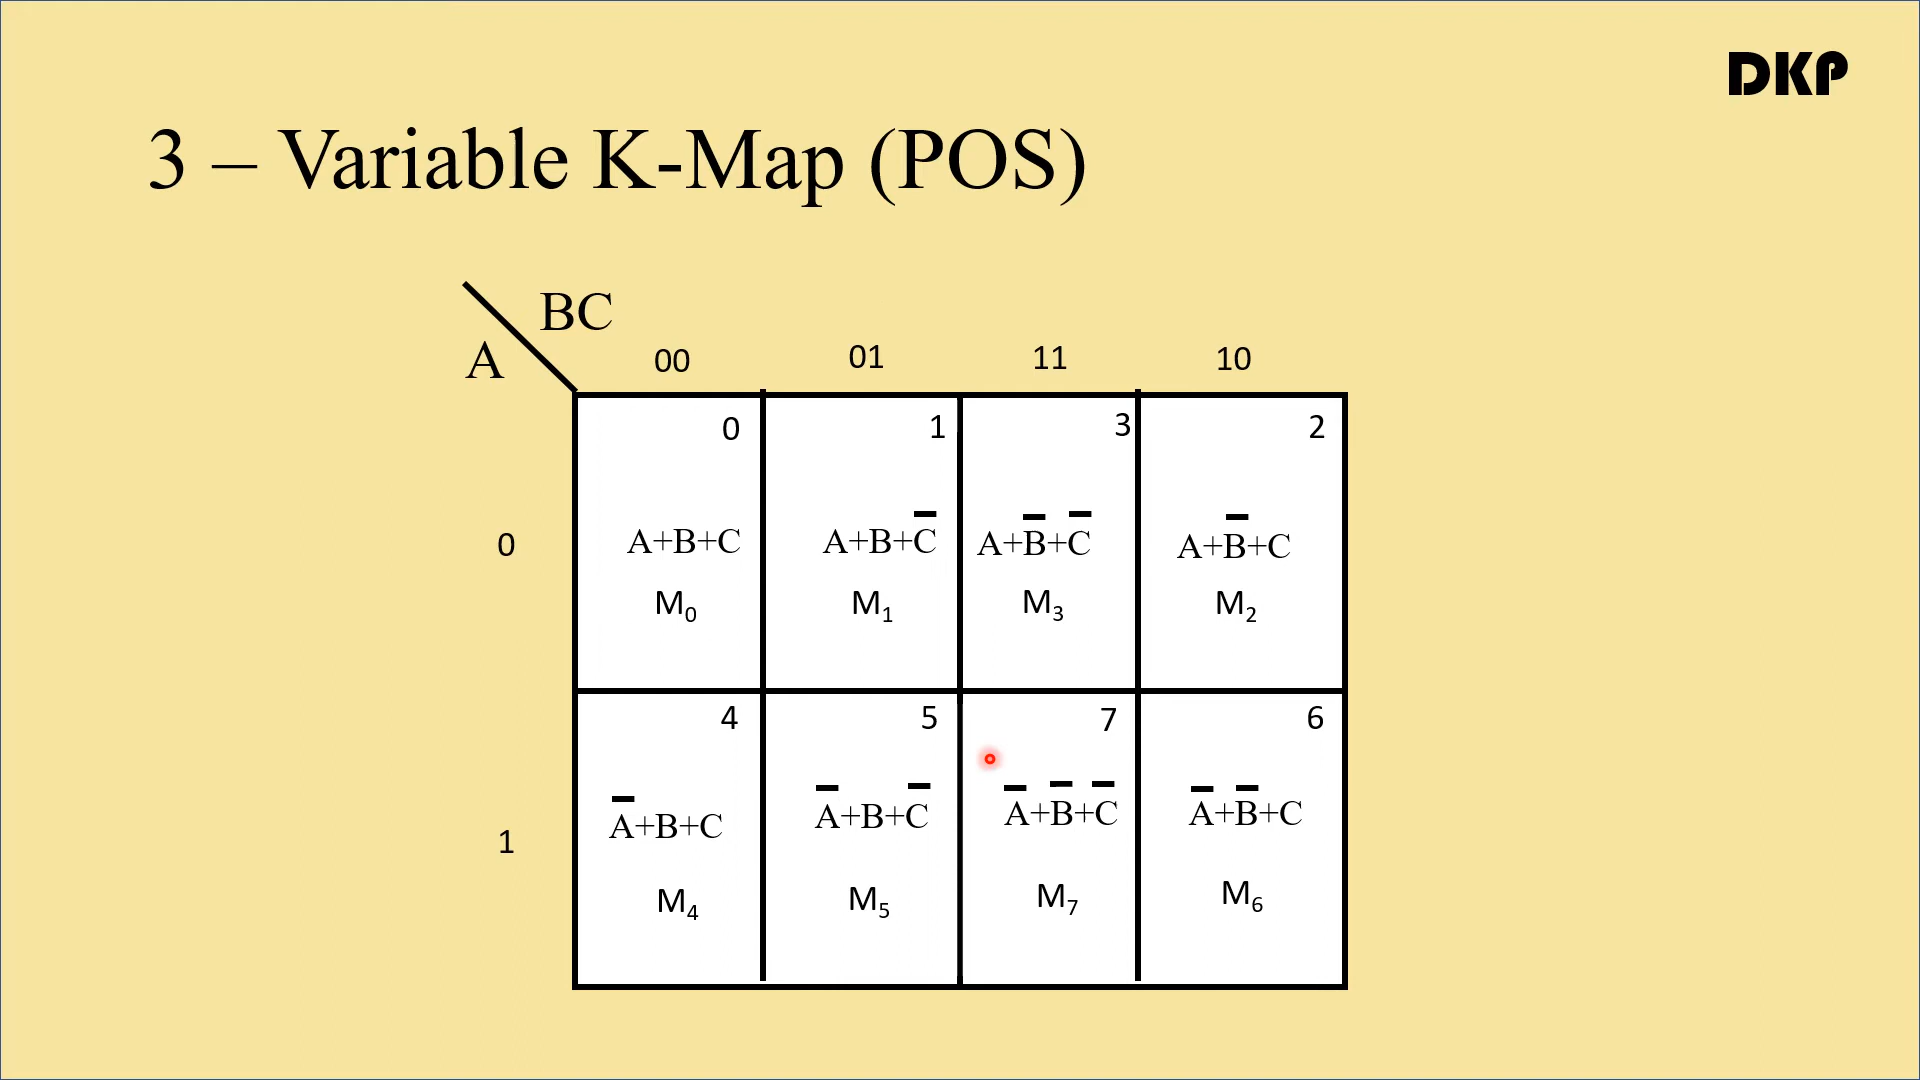 DKP
3 – Variable K-Map (POS)
BC
A
00 01 11 10
0 1 3 2
0
A+B+C̅ A+B̅+C̅ A+B̅+C
A+B+C
M₀ M₁ M₃ M₂
4 5 7 6
1
A̅+B+C A̅+B+C̅ A̅+B̅+C̅ A̅+B̅+C
M₄ M₅ M₇ M₆